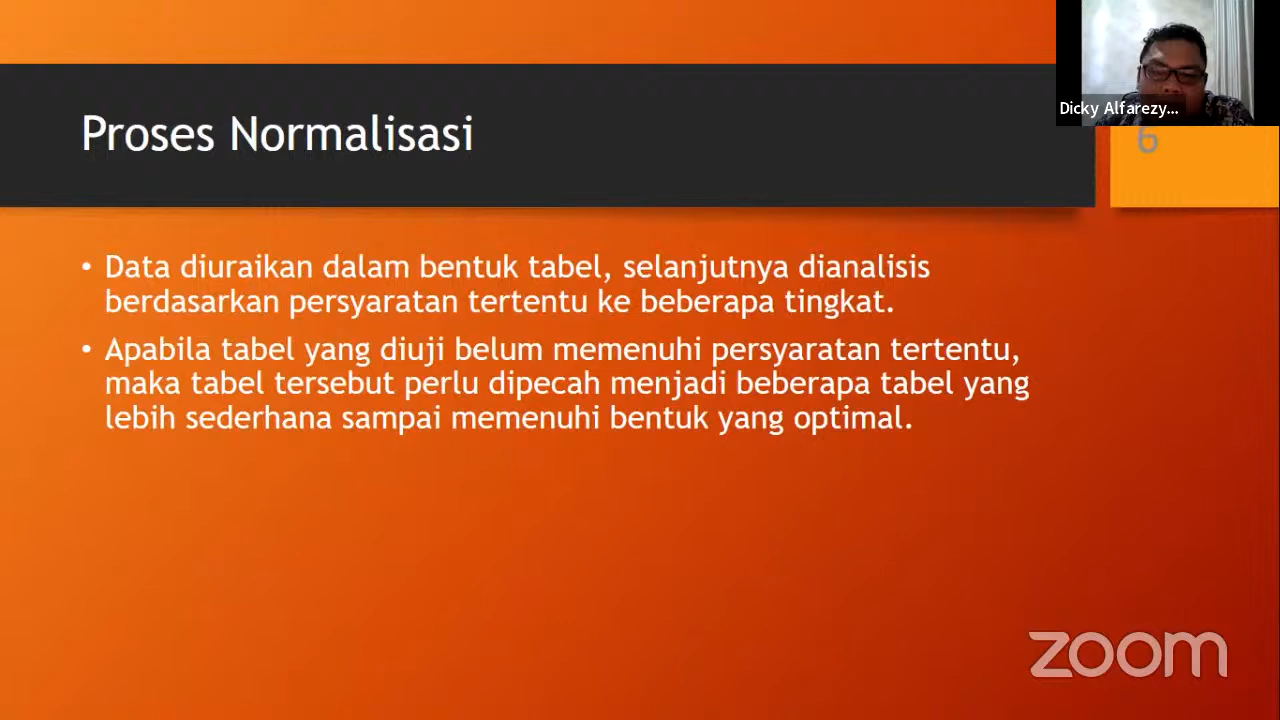 Dicky Alfarezy...
Proses Normalisasi
6
• Data diuraikan dalam bentuk tabel, selanjutnya dianalisis
berdasarkan persyaratan tertentu ke beberapa tingkat.
• Apabila tabel yang diuji belum memenuhi persyaratan tertentu,
maka tabel tersebut perlu dipecah menjadi beberapa tabel yang
lebih sederhana sampai memenuhi bentuk yang optimal.
zoom